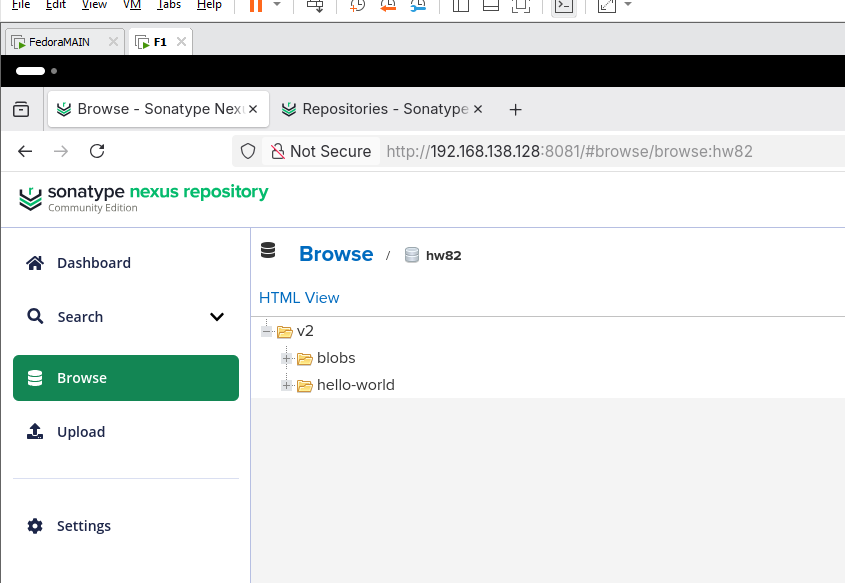 File Edit View VM Tabs Help
FedoraMAIN F1
Browse - Sonatype Nexu Repositories - Sonatype
Not Secure http://192.168.138.128:8081/#browse/browse:hw82
sonatype nexus repository
Community Edition
Dashboard
Search
Browse
Upload
Settings
Browse / hw82
HTML View
v2
blobs
hello-world